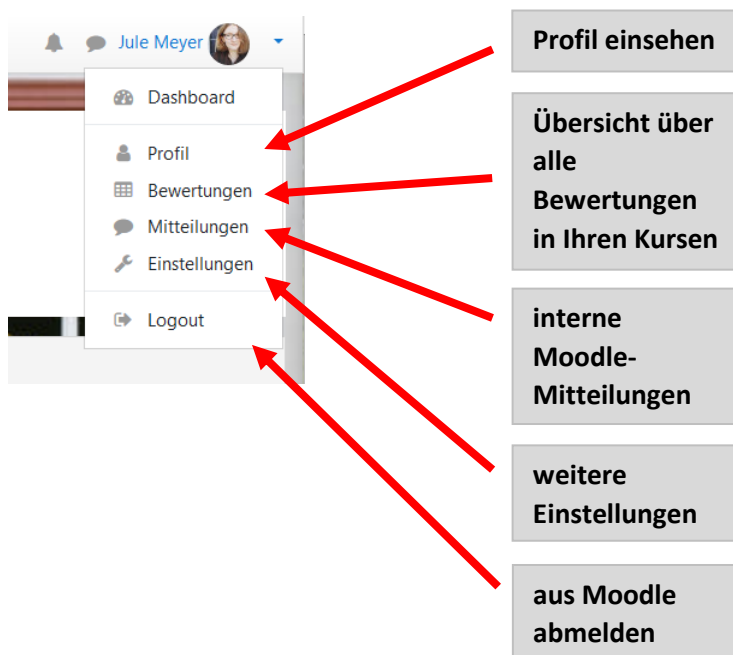 Jule Meyer
Dashboard
Profil
Bewertungen
Mitteilungen
Einstellungen
Logout
Profil einsehen
Übersicht über
alle
Bewertungen
in Ihren Kursen
interne
Moodle-
Mitteilungen
weitere
Einstellungen
aus Moodle
abmelden